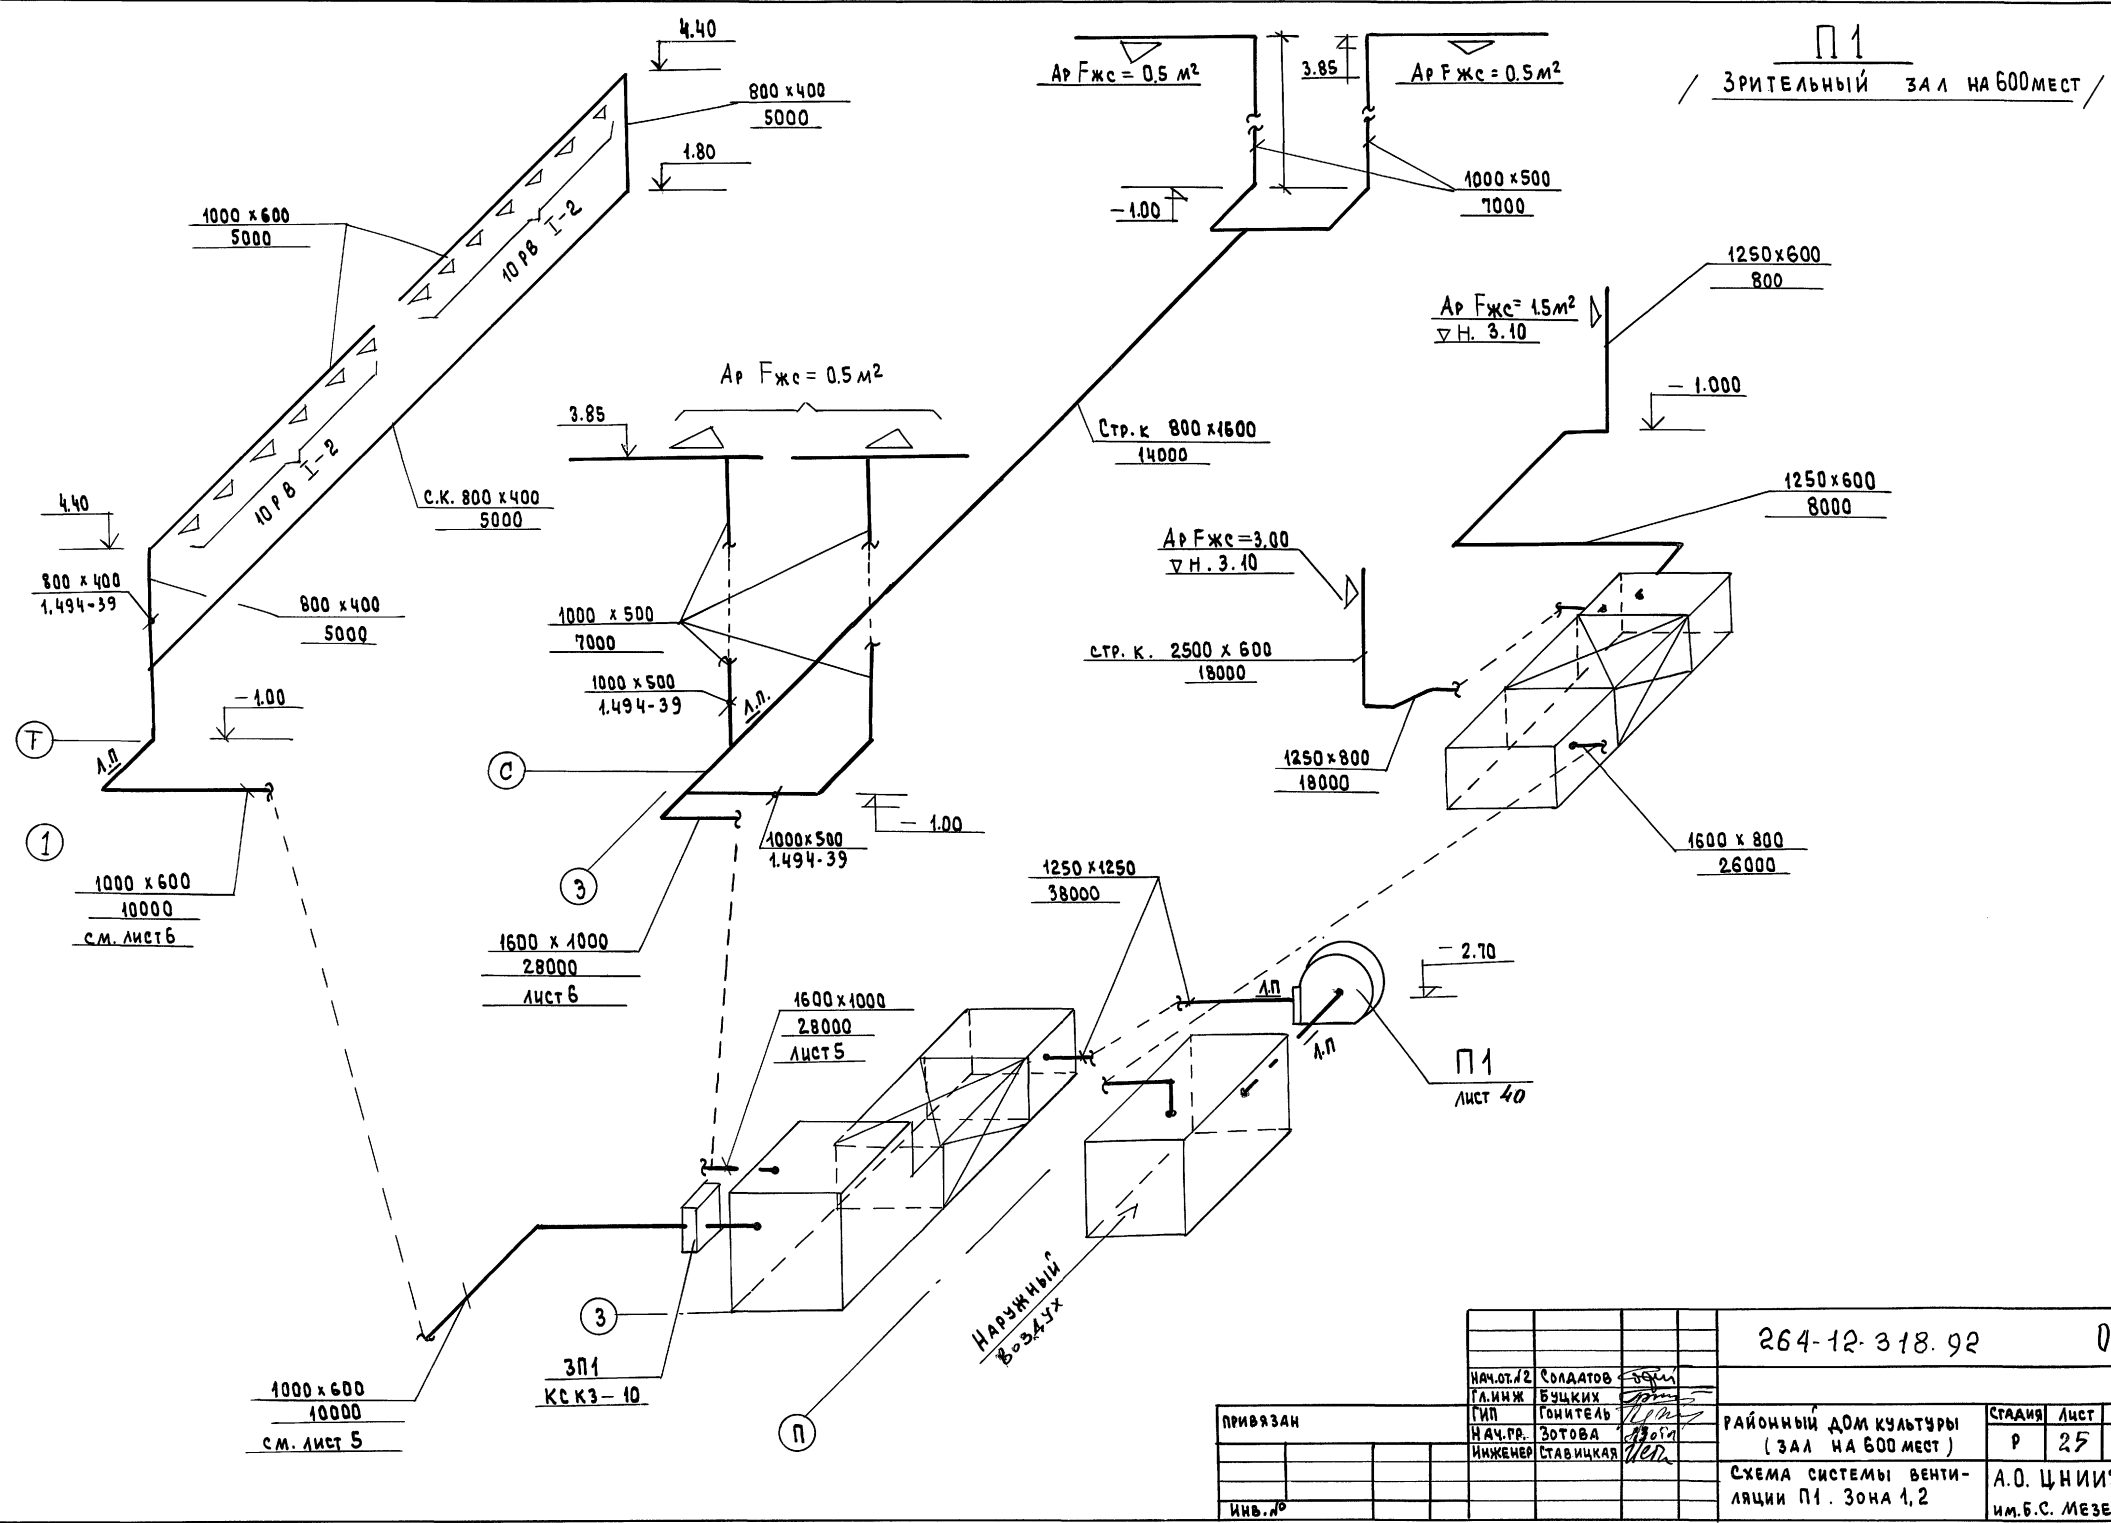 П1
/ ЗРИТЕЛЬНЫЙ ЗАЛ НА 600 МЕСТ /
4.40
800 x 400
5000
1.80
1000 x 600
5000
10 РВ I-2
10 РВ I-2
С.К. 800 x 400
5000
4.40
800 x 400
1.494-39
800 x 400
5000
-1.00
Т
Л.П
1
1000 x 600
10000
СМ. ЛИСТ 6
Ар Fжс = 0.5 м²
3.85
Ар Fжс = 0.5 м²
-1.00
1000 x 500
7000
Ар Fжс = 0.5 м²
3.85
1000 x 500
7000
1000 x 500
1.494-39
Л.П.
С
3
1000 x 500
1.494-39
- 1.00
1600 x 1000
28000
ЛИСТ 6
СТР. К 800 x 1600
14000
1250 x 600
800
Ар Fжс = 1.5 м²
▽ Н. 3.10
- 1.000
1250 x 600
8000
Ар Fжс = 3.00
▽ Н. 3.10
СТР. К. 2500 x 600
18000
1250 x 800
18000
1600 x 800
26000
1250 x 1250
38000
Л.П
- 2.70
Л.П
П1
ЛИСТ 40
1600 x 1000
28000
ЛИСТ 5
НАРУЖНЫЙ
ВОЗДУХ
3
П
ЗП1
КСК3-10
1000 x 600
10000
СМ. ЛИСТ 5
ПРИВЯЗАН
ИНВ. №
264-12-318.92
НАЧ.ОТ.№2 СОЛДАТОВ
ГЛ.ИНЖ БУЦКИХ
ГИП ГОНИТЕЛЬ
НАЧ.ГР. ЗОТОВА
ИНЖЕНЕР СТАВИЦКАЯ
РАЙОННЫЙ ДОМ КУЛЬТУРЫ
(ЗАЛ НА 600 МЕСТ)
СТАДИЯ ЛИСТ
Р 25
СХЕМА СИСТЕМЫ ВЕНТИ-
ЛЯЦИИ П1. ЗОНА 1,2
А.О. ЦНИИ
ИМ. Б.С. МЕЗЕ